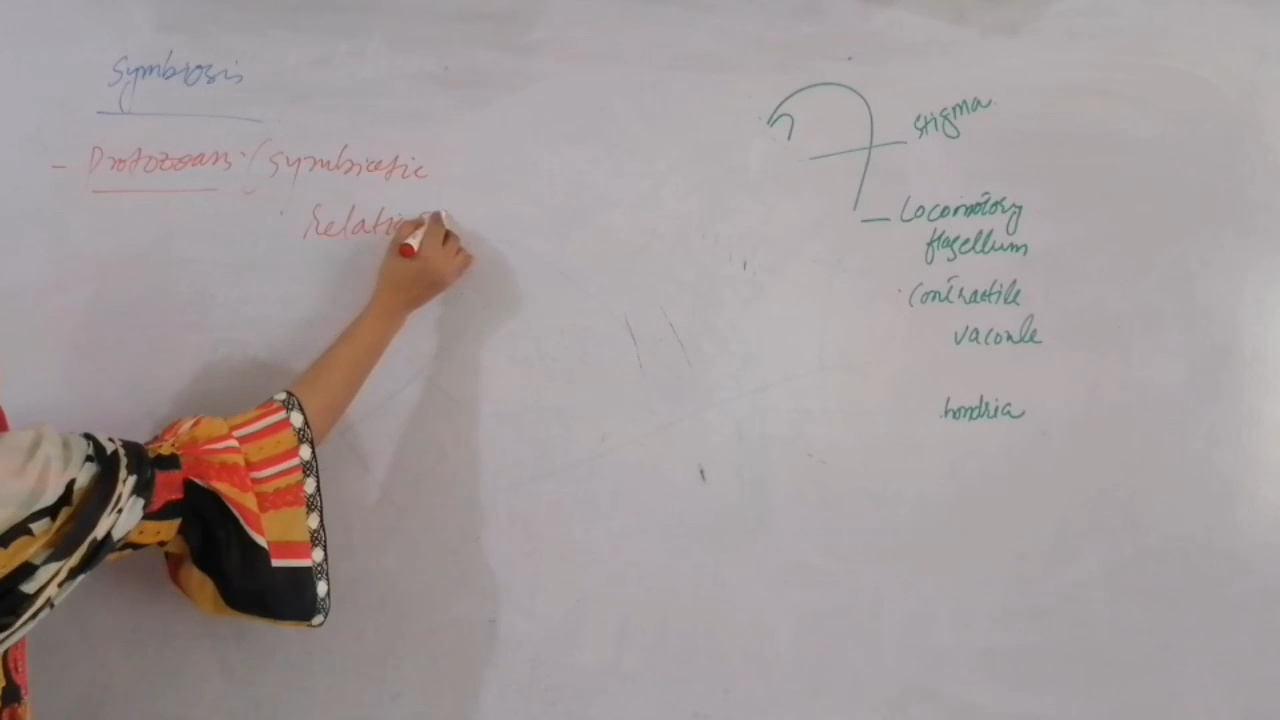 Symbiosis
- Protozoans (symbiotic
Relati
stigma
Locomotory
flagellum
Contractile
vacoule
hondria